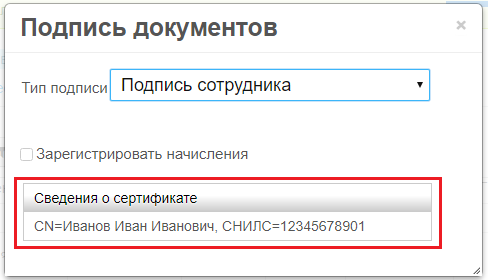 Подпись документов
Тип подписи Подпись сотрудника
Зарегистрировать начисления
Сведения о сертификате
CN=Иванов Иван Иванович, СНИЛС=12345678901